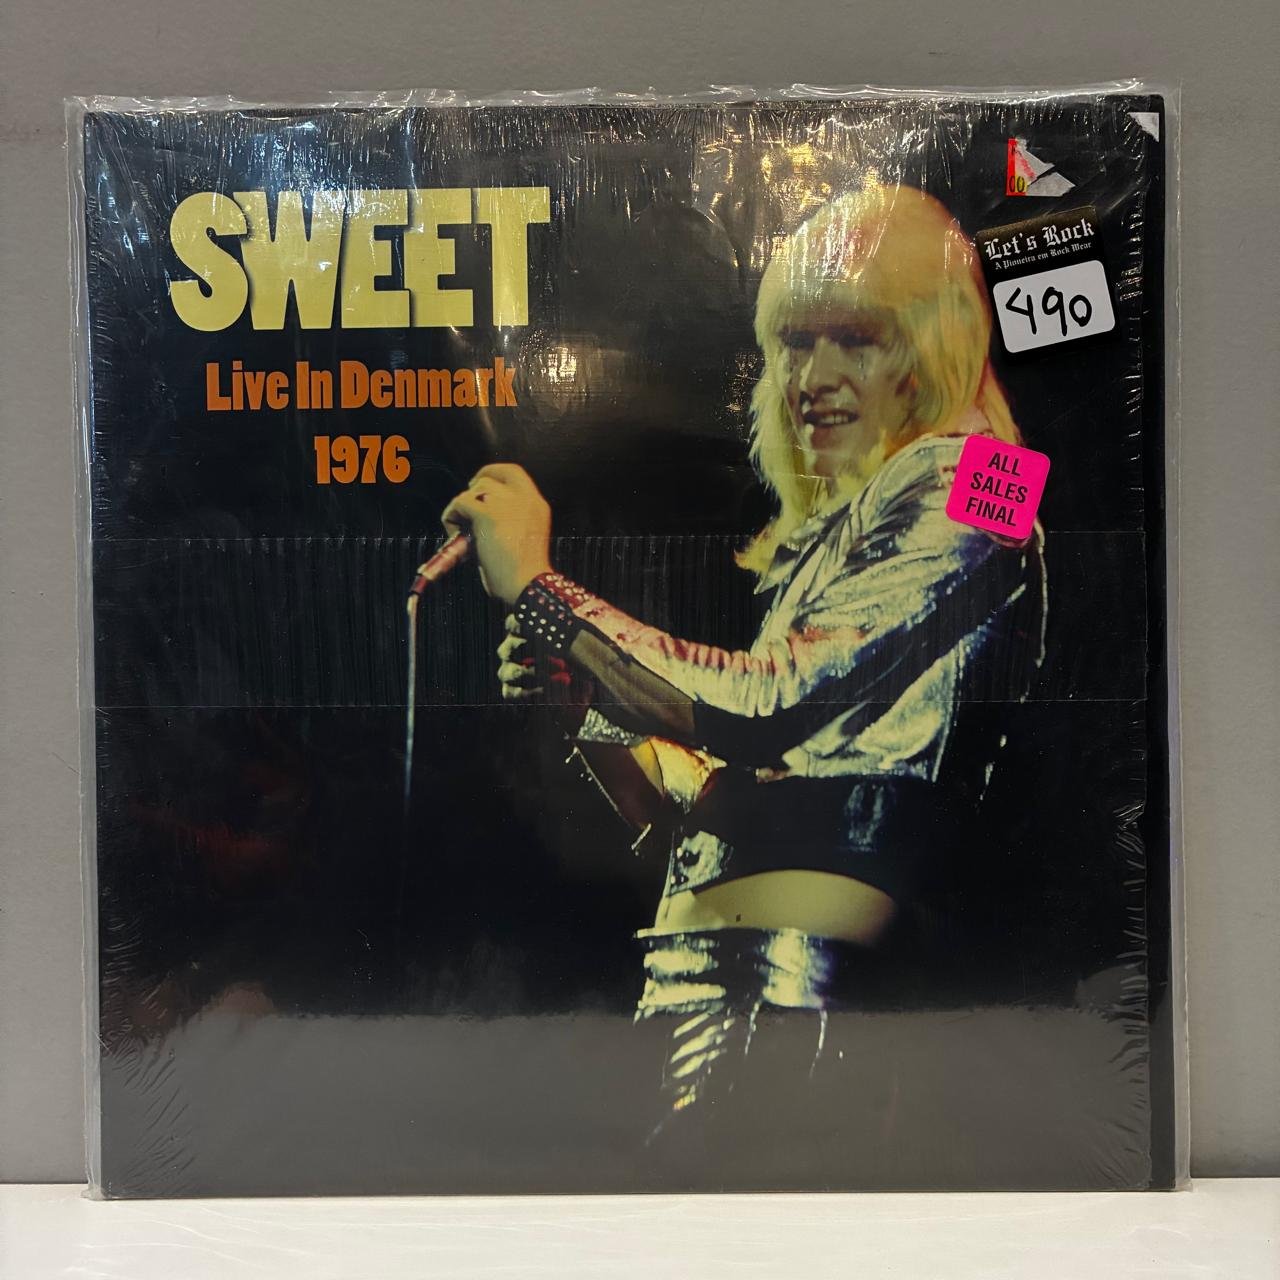 SWEET
Live In Denmark
1976
Let's Rock
A Pioneira em Rock Wear
490
ALL
SALES
FINAL